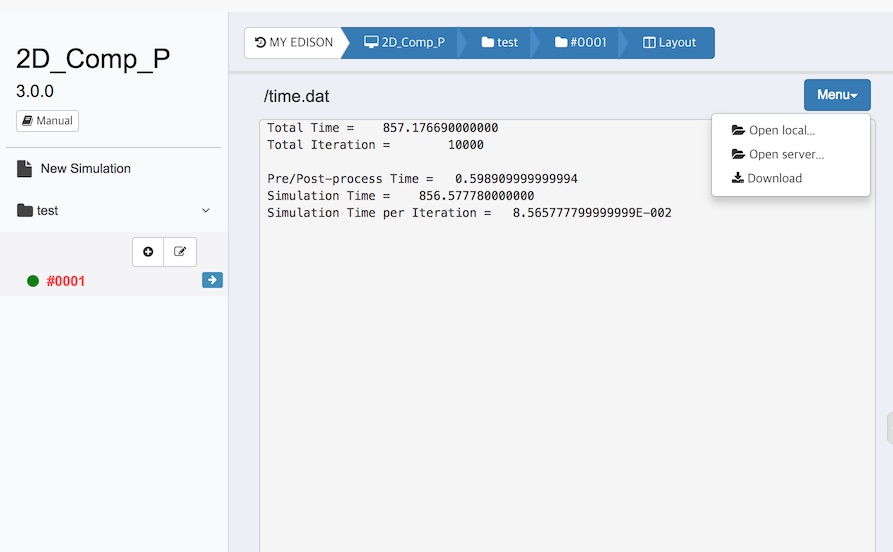 2D_Comp_P
3.0.0
Manual
New Simulation
test
#0001
MY EDISON 2D_Comp_P test #0001 Layout
/time.dat
Menu
Open local...
Open server...
Download
Total Time = 857.176690000000
Total Iteration = 10000
Pre/Post-process Time = 0.598909999999994
Simulation Time = 856.577780000000
Simulation Time per Iteration = 8.565777799999999E-002